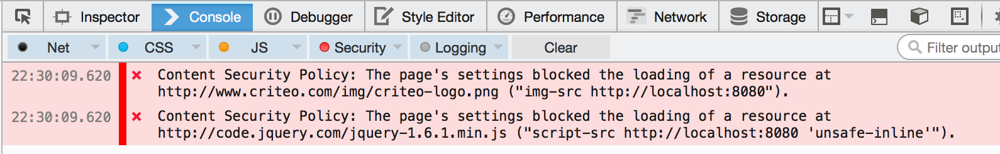 Inspector Console Debugger Style Editor Performance Network Storage
Net CSS JS Security Logging Clear Filter outpu
22:30:09.620 Content Security Policy: The page's settings blocked the loading of a resource at
http://www.criteo.com/img/criteo-logo.png ("img-src http://localhost:8080").
22:30:09.620 Content Security Policy: The page's settings blocked the loading of a resource at
http://code.jquery.com/jquery-1.6.1.min.js ("script-src http://localhost:8080 'unsafe-inline'").